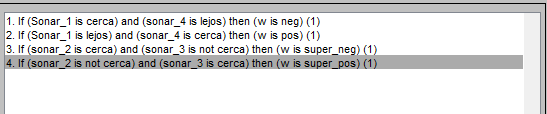 1. If (Sonar_1 is cerca) and (sonar_4 is lejos) then (w is neg) (1)
2. If (Sonar_1 is lejos) and (sonar_4 is cerca) then (w is pos) (1)
3. If (sonar_2 is cerca) and (sonar_3 is not cerca) then (w is super_neg) (1)
4. If (sonar_2 is not cerca) and (sonar_3 is cerca) then (w is super_pos) (1)